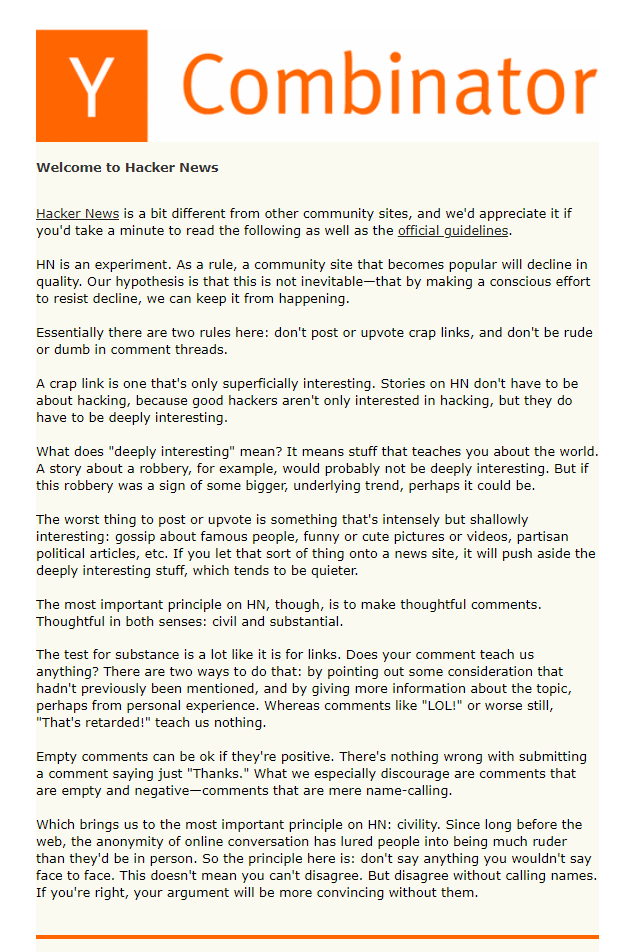 Y Combinator
Welcome to Hacker News
Hacker News is a bit different from other community sites, and we'd appreciate it if
you'd take a minute to read the following as well as the official guidelines.
HN is an experiment. As a rule, a community site that becomes popular will decline in
quality. Our hypothesis is that this is not inevitable—that by making a conscious effort
to resist decline, we can keep it from happening.
Essentially there are two rules here: don't post or upvote crap links, and don't be rude
or dumb in comment threads.
A crap link is one that's only superficially interesting. Stories on HN don't have to be
about hacking, because good hackers aren't only interested in hacking, but they do
have to be deeply interesting.
What does "deeply interesting" mean? It means stuff that teaches you about the world.
A story about a robbery, for example, would probably not be deeply interesting. But if
this robbery was a sign of some bigger, underlying trend, perhaps it could be.
The worst thing to post or upvote is something that's intensely but shallowly
interesting: gossip about famous people, funny or cute pictures or videos, partisan
political articles, etc. If you let that sort of thing onto a news site, it will push aside the
deeply interesting stuff, which tends to be quieter.
The most important principle on HN, though, is to make thoughtful comments.
Thoughtful in both senses: civil and substantial.
The test for substance is a lot like it is for links. Does your comment teach us
anything? There are two ways to do that: by pointing out some consideration that
hadn't previously been mentioned, and by giving more information about the topic,
perhaps from personal experience. Whereas comments like "LOL!" or worse still,
"That's retarded!" teach us nothing.
Empty comments can be ok if they're positive. There's nothing wrong with submitting
a comment saying just "Thanks." What we especially discourage are comments that
are empty and negative—comments that are mere name-calling.
Which brings us to the most important principle on HN: civility. Since long before the
web, the anonymity of online conversation has lured people into being much ruder
than they'd be in person. So the principle here is: don't say anything you wouldn't say
face to face. This doesn't mean you can't disagree. But disagree without calling names.
If you're right, your argument will be more convincing without them.